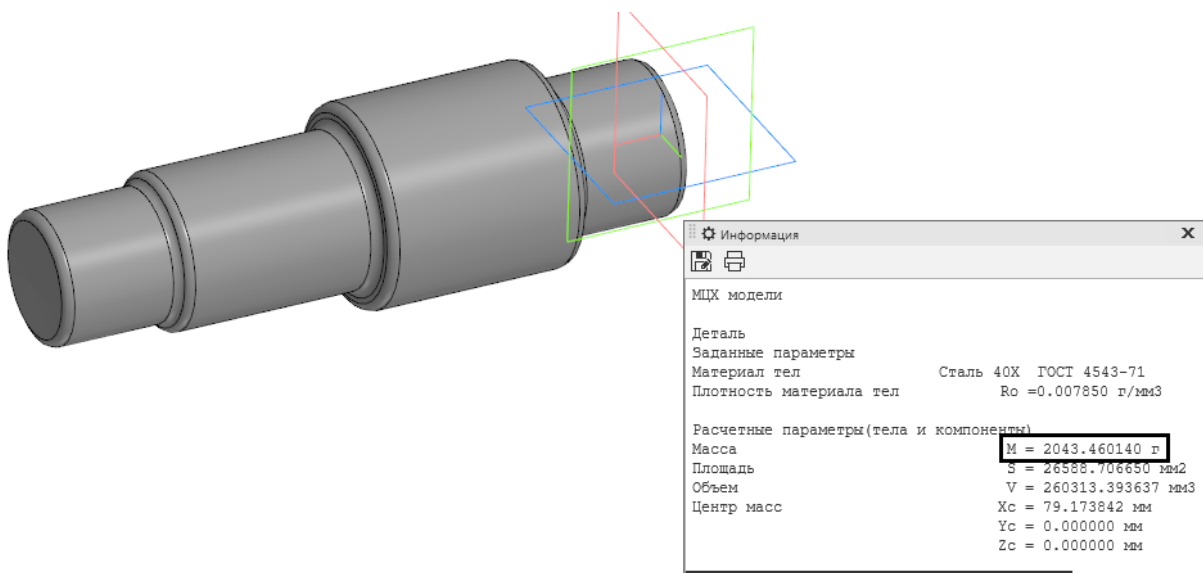 Информация
МЦХ модели
Деталь
Заданные параметры
Материал тел Сталь 40Х ГОСТ 4543-71
Плотность материала тел Ro =0.007850 г/мм3
Расчетные параметры(тела и компоненты)
Масса M = 2043.460140 г
Площадь S = 26588.706650 мм2
Объем V = 260313.393637 мм3
Центр масс Xc = 79.173842 мм
Yc = 0.000000 мм
Zc = 0.000000 мм